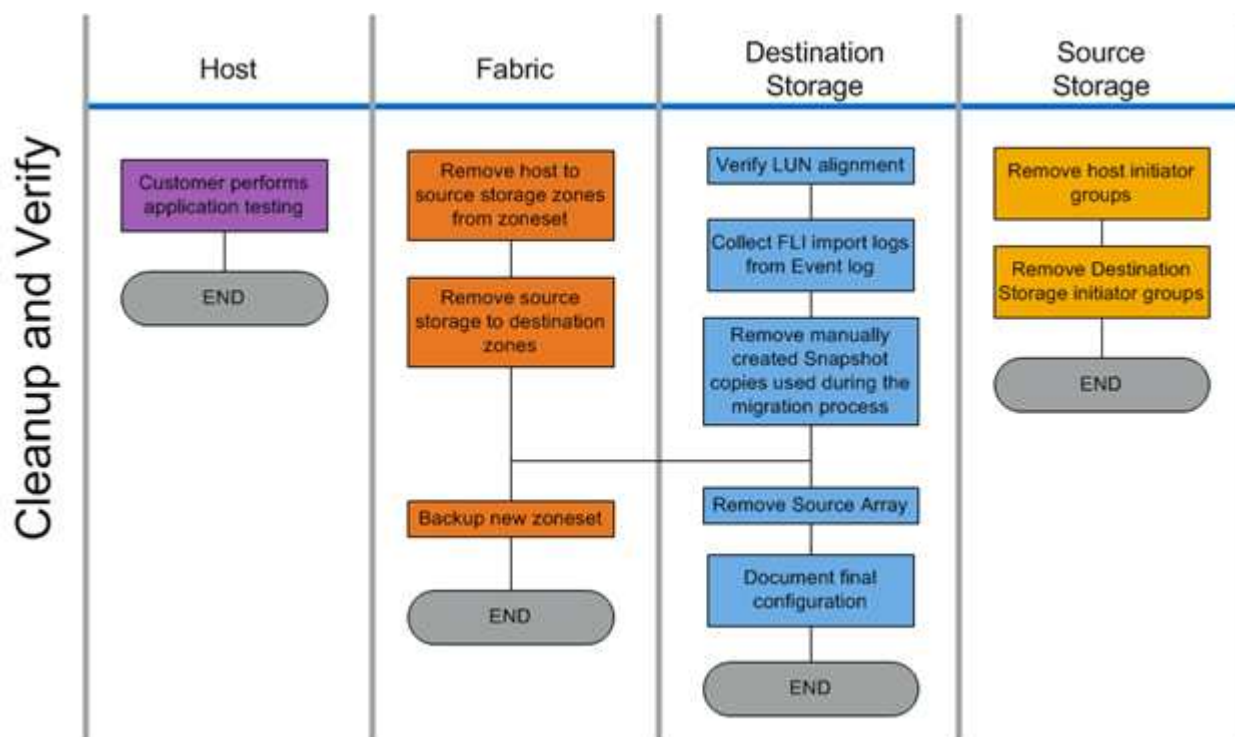 Cleanup and Verify
Host
Customer performs
application testing
END
Fabric
Remove host to
source storage zones
from zoneset
Remove source
storage to destination
zones
Backup new zoneset
END
Destination
Storage
Verify LUN alignment
Collect FLI import logs
from Event log
Remove manually
created Snapshot
copies used during the
migration process
Remove Source Array
Document final
configuration
END
Source
Storage
Remove host initiator
groups
Remove Destination
Storage initiator groups
END